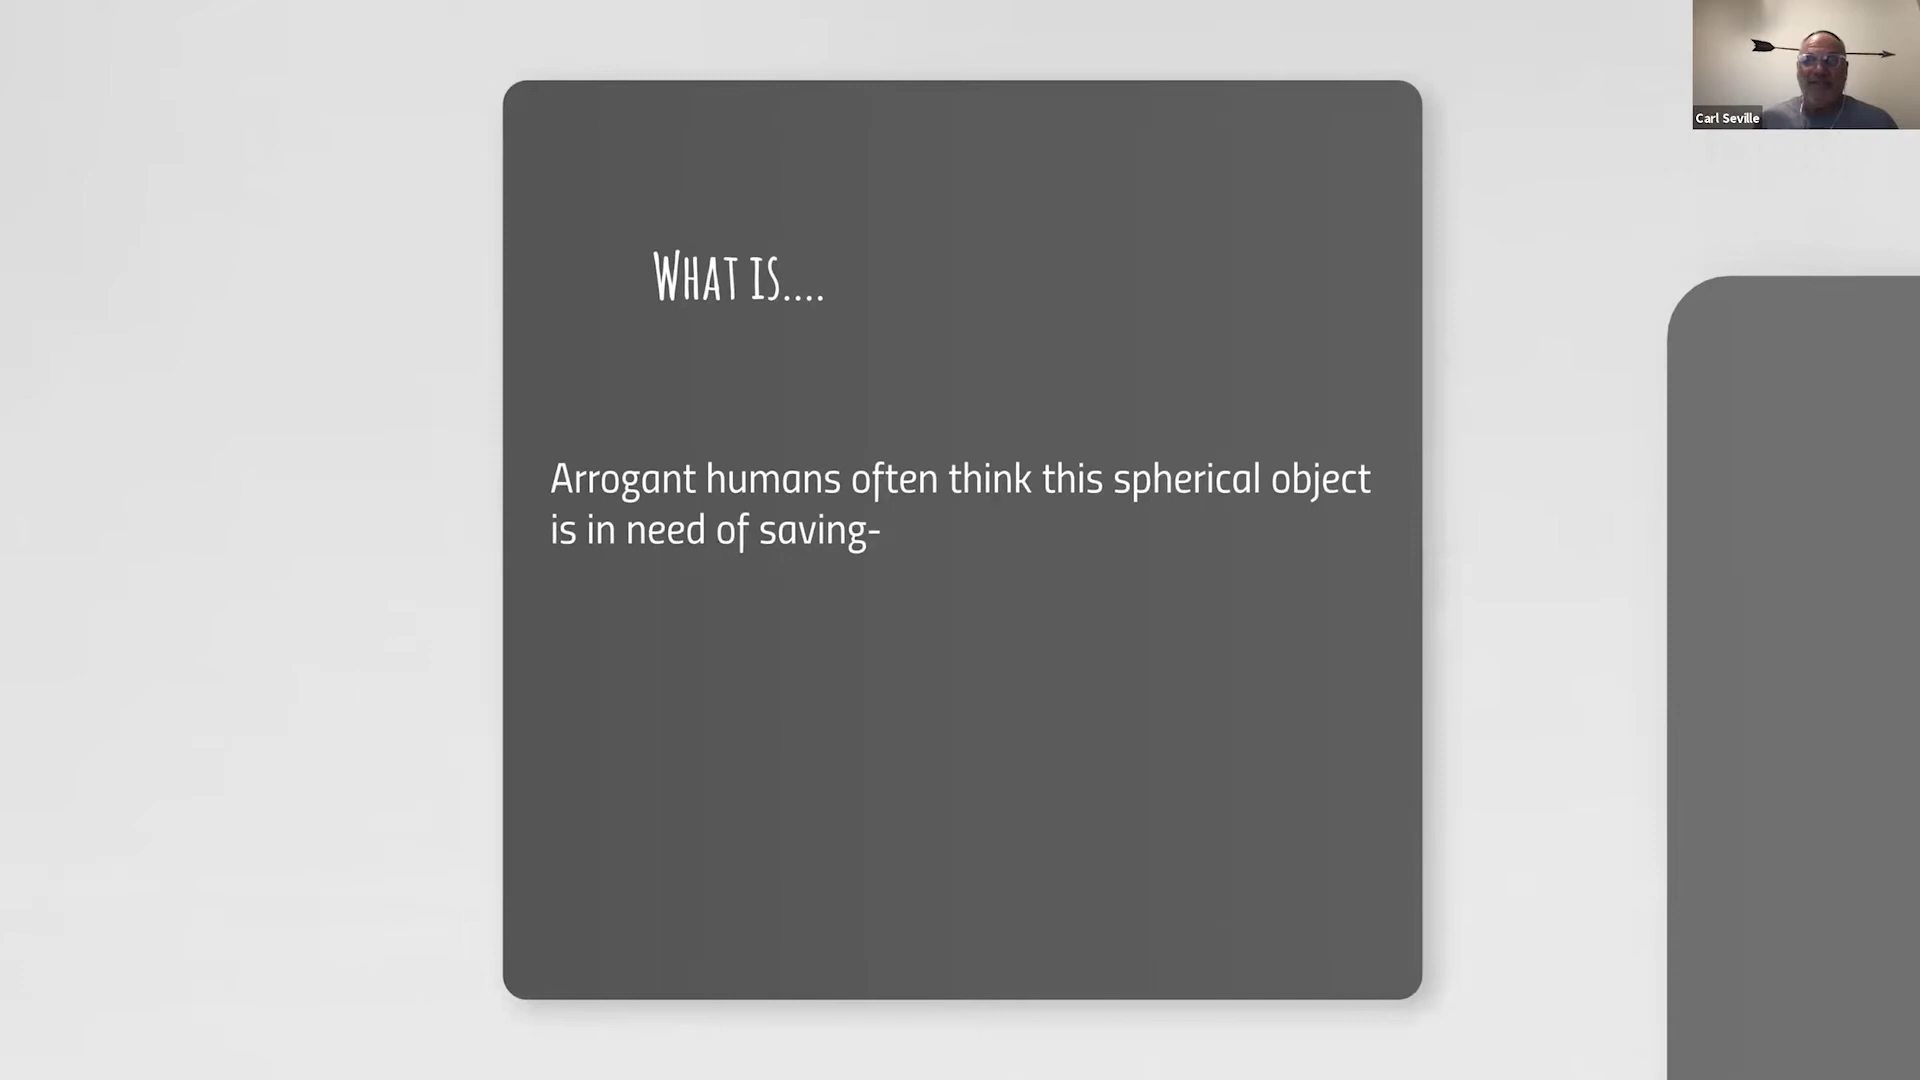 What is....
Arrogant humans often think this spherical object
is in need of saving-
Carl Seville